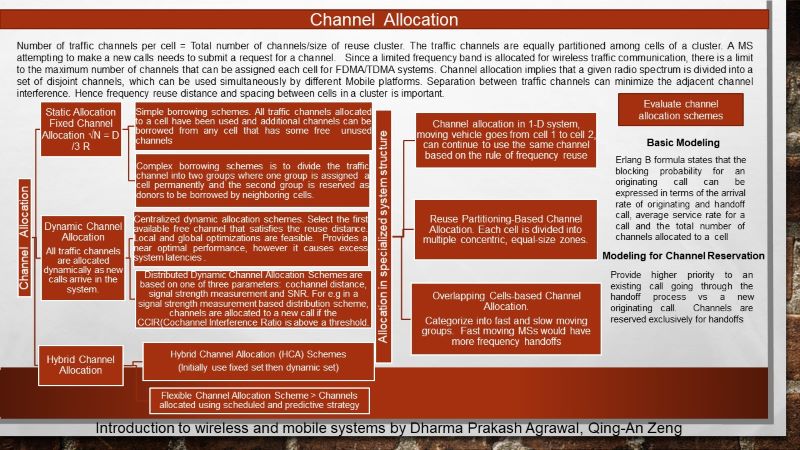 Channel Allocation
Number of traffic channels per cell = Total number of channels/size of reuse cluster. The traffic channels are equally partitioned among cells of a cluster. A MS
attempting to make a new calls needs to submit a request for a channel. Since a limited frequency band is allocated for wireless traffic communication, there is a limit
to the maximum number of channels that can be assigned each cell for FDMA/TDMA systems. Channel allocation implies that a given radio spectrum is divided into a
set of disjoint channels, which can be used simultaneously by different Mobile platforms. Separation between traffic channels can minimize the adjacent channel
interference. Hence frequency reuse distance and spacing between cells in a cluster is important.
Channel Allocation
Static Allocation
Fixed Channel
Allocation √N = D
/3 R
Simple borrowing schemes. All traffic channels allocated
to a cell have been used and additional channels can be
borrowed from any cell that has some free unused
channels
Complex borrowing schemes is to divide the traffic
channel into two groups where one group is assigned a
cell permanently and the second group is reserved as
donors to be borrowed by neighboring cells.
Dynamic Channel
Allocation
All traffic channels
are allocated
dynamically as new
calls arrive in the
system.
Centralized dynamic allocation schemes. Select the first
available free channel that satisfies the reuse distance.
Local and global optimizations are feasible. Provides a
near optimal performance, however it causes excess
system latencies.
Distributed Dynamic Channel Allocation Schemes are
based on one of three parameters: cochannel distance,
signal strength measurement and SNR. For e.g in a
signal strength measurement based distribution scheme,
channels are allocated to a new call if the
CCIR(Cochannel Interference Ratio is above a threshold.
Hybrid Channel
Allocation
Hybrid Channel Allocation (HCA) Schemes
(Initially use fixed set then dynamic set)
Flexible Channel Allocation Scheme > Channels
allocated using scheduled and predictive strategy
Allocation in specialized system structure
Channel allocation in 1-D system,
moving vehicle goes from cell 1 to cell 2,
can continue to use the same channel
based on the rule of frequency reuse
Reuse Partitioning-Based Channel
Allocation. Each cell is divided into
multiple concentric, equal-size zones.
Overlapping Cells-based Channel
Allocation.
Categorize into fast and slow moving
groups. Fast moving MSs would have
more frequency handoffs
Evaluate channel
allocation schemes
Basic Modeling
Erlang B formula states that the
blocking probability for an
originating call can be
expressed in terms of the arrival
rate of originating and handoff
call, average service rate for a
call and the total number of
channels allocated to a cell
Modeling for Channel Reservation
Provide higher priority to an
existing call going through the
handoff process vs a new
originating call. Channels are
reserved exclusively for handoffs
Introduction to wireless and mobile systems by Dharma Prakash Agrawal, Qing-An Zeng